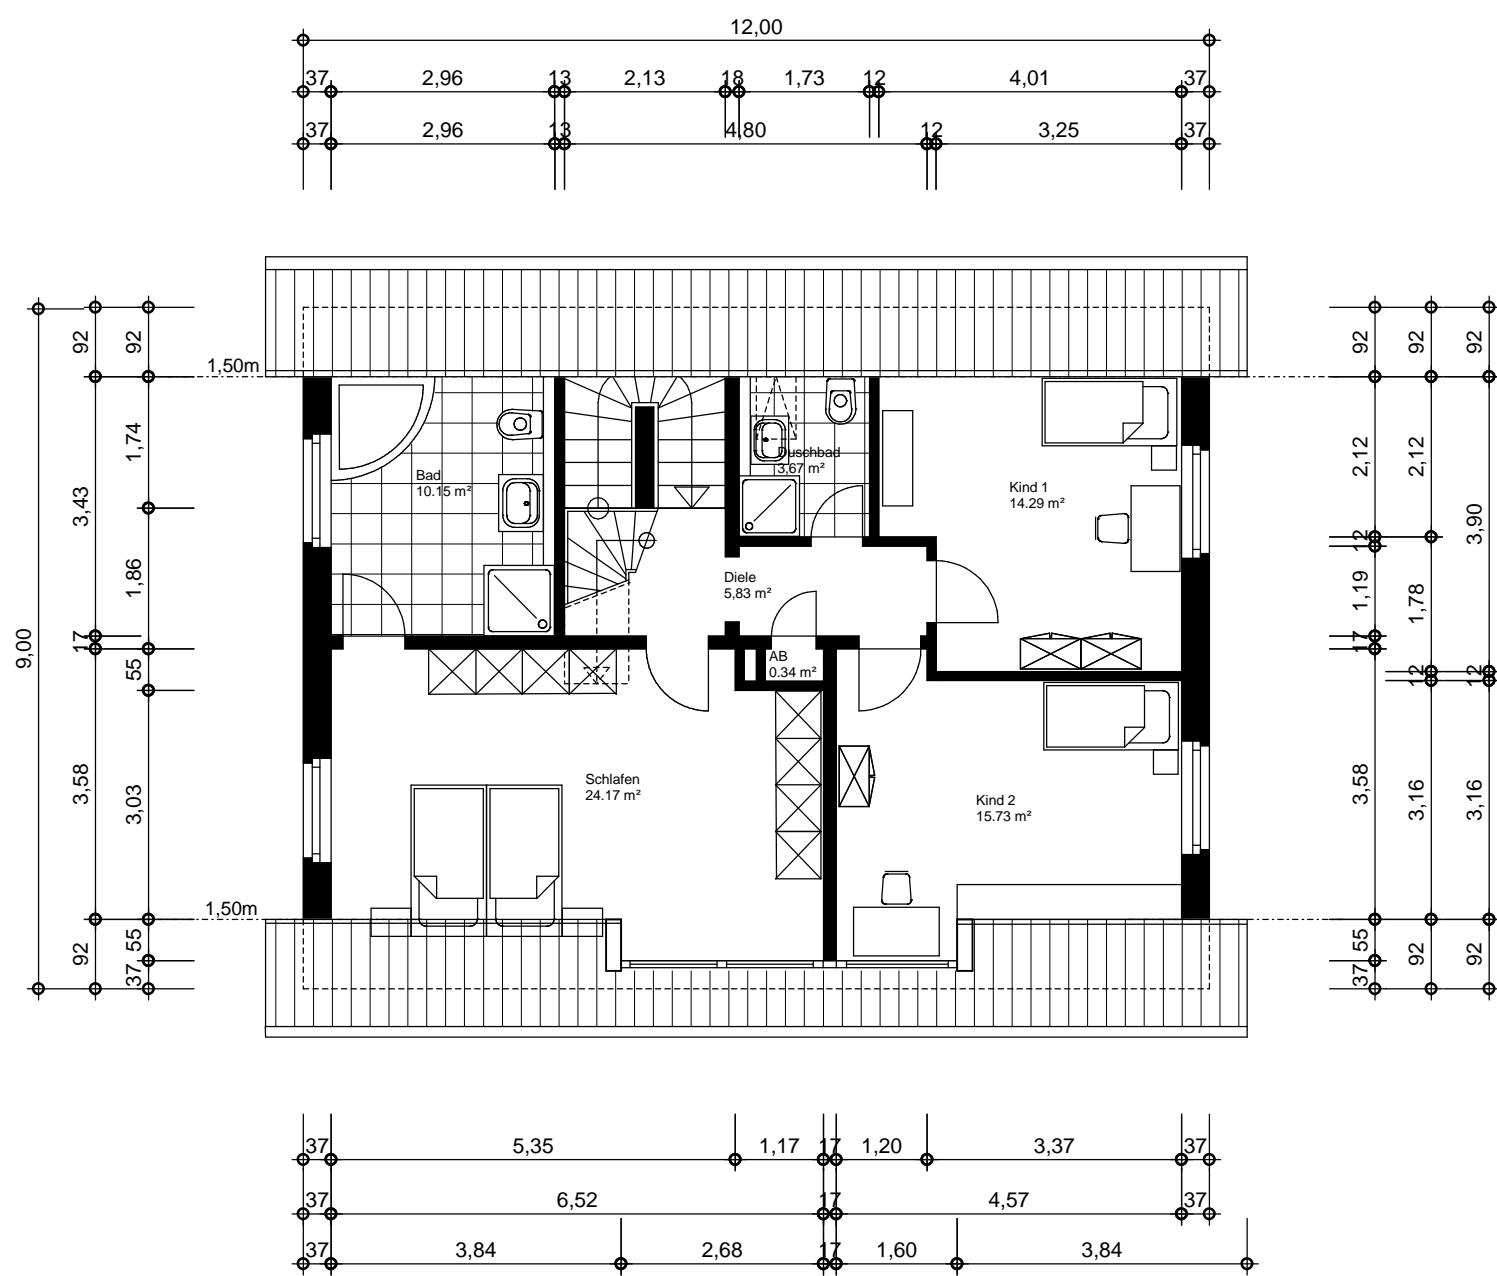 12,00
37 2,96 13 2,13 18 1,73 12 4,01 37
37 2,96 13 4,80 12 3,25 37
9,00
92 3,43 17 3,58 92
92 1,74 1,86 55 3,03 55 37
1,50m
1,50m
Bad
10.15 m²
Duschbad
3,67 m²
Kind 1
14.29 m²
Diele
5,83 m²
AB
0.34 m²
Schlafen
24.17 m²
Kind 2
15.73 m²
92 2,12 12 1,19 17 3,58 55 37
92 2,12 1,78 12 3,16 92
92 3,90 12 3,16 92
37 5,35 1,17 17 1,20 3,37 37
37 6,52 17 4,57 37
37 3,84 2,68 17 1,60 3,84